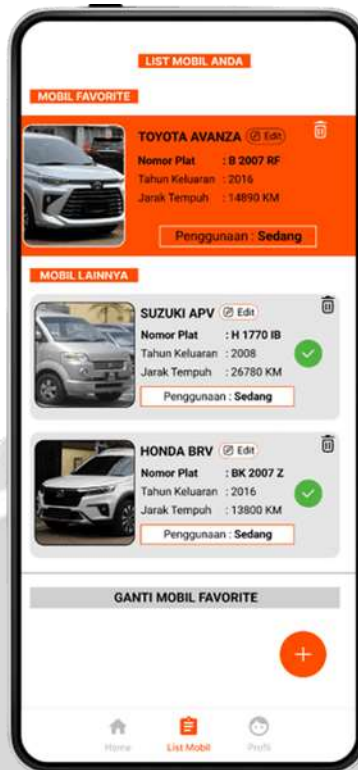 LIST MOBIL ANDA
MOBIL FAVORITE
TOYOTA AVANZA Edit
Nomor Plat : B 2007 RF
Tahun Keluaran : 2016
Jarak Tempuh : 14890 KM
Penggunaan : Sedang
MOBIL LAINNYA
SUZUKI APV Edit
Nomor Plat : H 1770 IB
Tahun Keluaran : 2008
Jarak Tempuh : 26780 KM
Penggunaan : Sedang
HONDA BRV Edit
Nomor Plat : BK 2007 Z
Tahun Keluaran : 2016
Jarak Tempuh : 13800 KM
Penggunaan : Sedang
GANTI MOBIL FAVORITE
Home List Mobil Profil